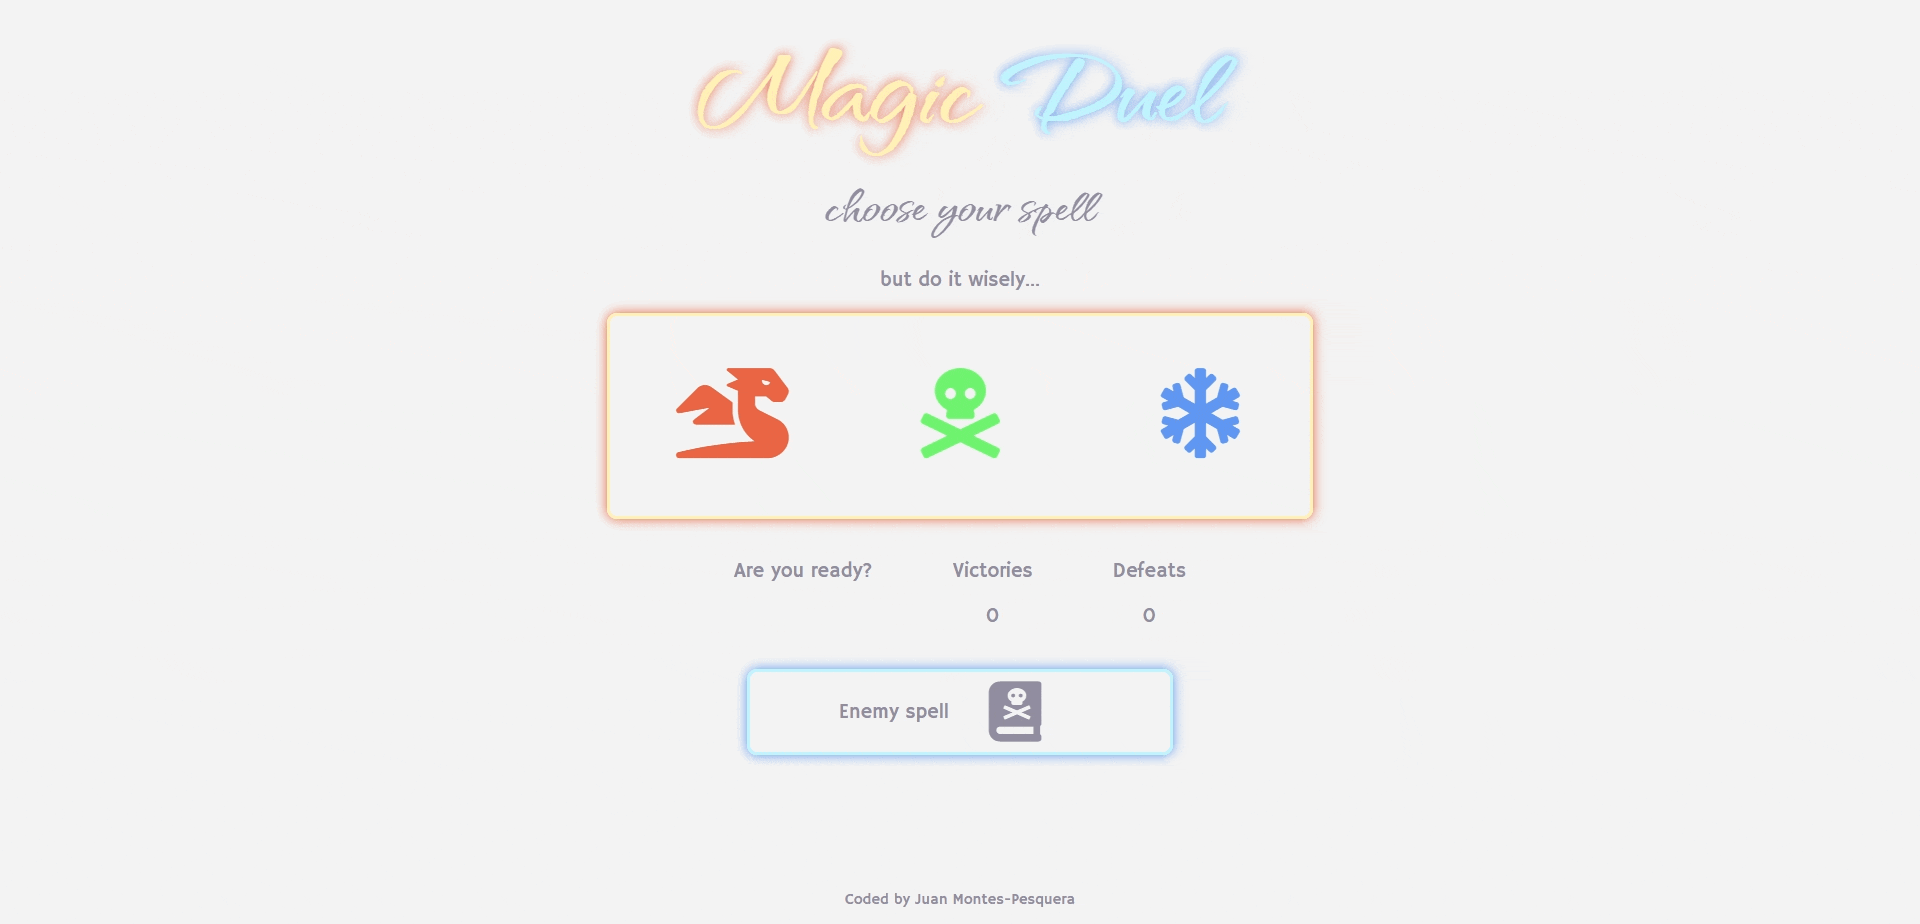 Magic Duel
choose your spell
but do it wisely...
Are you ready? Victories Defeats
0 0
Enemy spell
Coded by Juan Montes-Pesquera